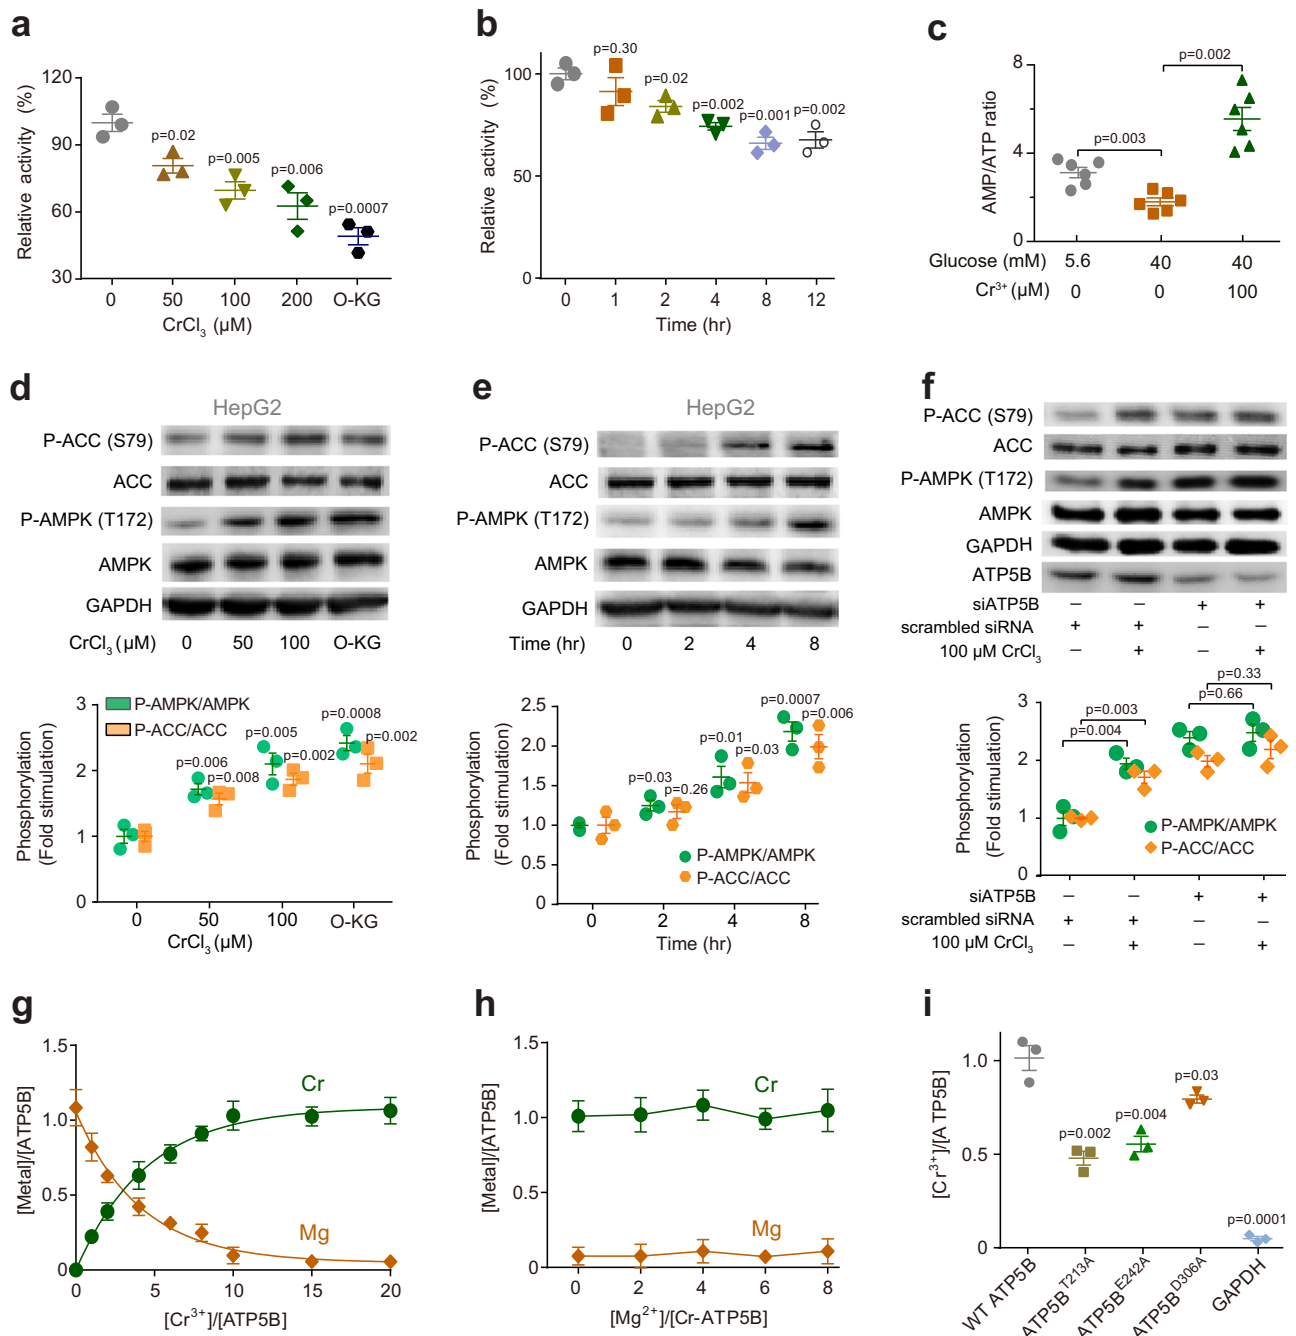 a
Relative activity (%)
120
90
60
30
p=0.02
p=0.005
p=0.006
p=0.0007
0 50 100 200 O-KG
CrCl3 (µM)
b
Relative activity (%)
100
50
0
p=0.30
p=0.02
p=0.002
p=0.001
p=0.002
0 1 2 4 8 12
Time (hr)
c
AMP/ATP ratio
8
4
0
p=0.002
p=0.003
Glucose (mM) 5.6 40 40
Cr³⁺ (µM) 0 0 100
d
HepG2
P-ACC (S79)
ACC
P-AMPK (T172)
AMPK
GAPDH
CrCl3 (µM) 0 50 100 O-KG
Phosphorylation
(Fold stimulation)
3
2
1
0
P-AMPK/AMPK
P-ACC/ACC
p=0.006
p=0.008
p=0.005
p=0.002
p=0.0008
p=0.002
0 50 100 O-KG
CrCl3 (µM)
e
HepG2
P-ACC (S79)
ACC
P-AMPK (T172)
AMPK
GAPDH
Time (hr) 0 2 4 8
Phosphorylation
(Fold stimulation)
2.5
2.0
1.5
1.0
0.5
0
p=0.03
p=0.26
p=0.01
p=0.03
p=0.0007
p=0.006
P-AMPK/AMPK
P-ACC/ACC
0 2 4 8
Time (hr)
f
P-ACC (S79)
ACC
P-AMPK (T172)
AMPK
GAPDH
ATP5B
siATP5B − − + +
scrambled siRNA + + − −
100 µM CrCl3 − + − +
Phosphorylation
(Fold stimulation)
3
2
1
0
p=0.33
p=0.66
p=0.003
p=0.004
P-AMPK/AMPK
P-ACC/ACC
siATP5B − − + +
scrambled siRNA + + − −
100 µM CrCl3 − + − +
g
[Metal]/[ATP5B]
1.5
1.0
0.5
0
Cr
Mg
0 5 10 15 20
[Cr³⁺]/[ATP5B]
h
[Metal]/[ATP5B]
1.5
1.0
0.5
0
Cr
Mg
0 2 4 6 8
[Mg²⁺]/[Cr-ATP5B]
i
[Cr³⁺]/[A TP5B]
1.0
0.5
0
p=0.002
p=0.004
p=0.03
p=0.0001
WT ATP5B
ATP5B T213A
ATP5B E242A
ATP5B D306A
GAPDH